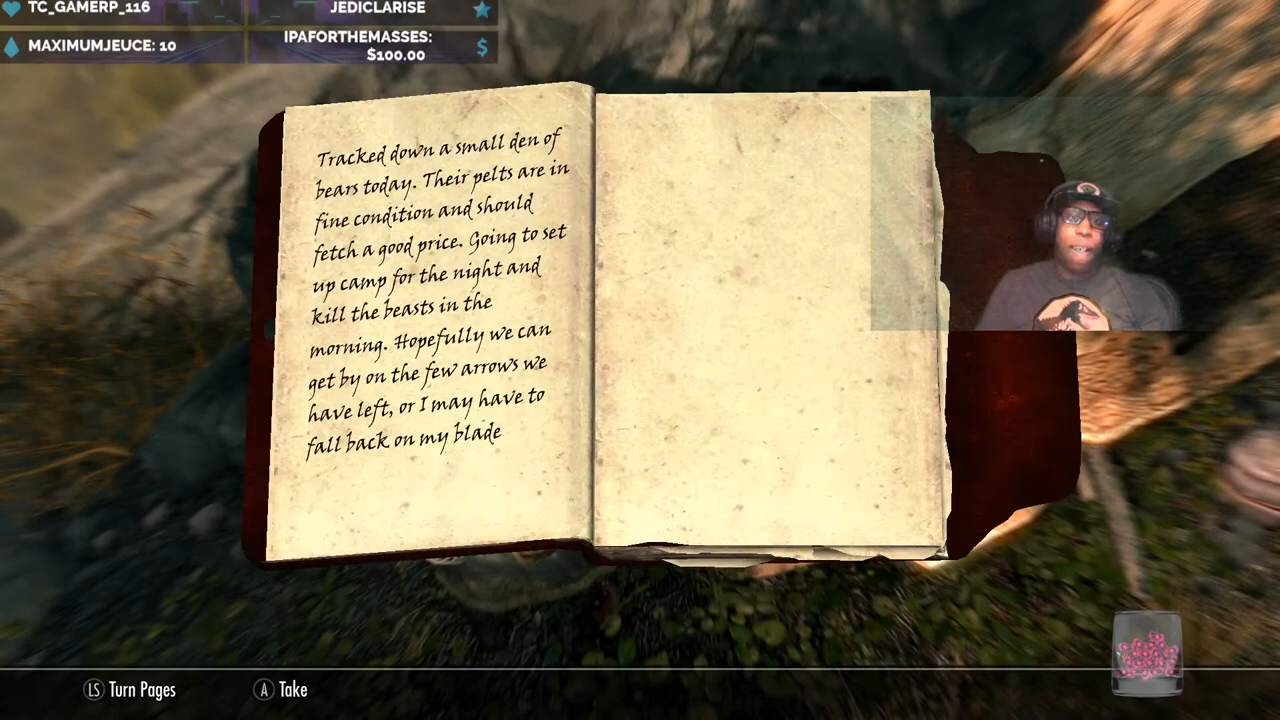 TC_GAMERP_116
JEDICLARISE
MAXIMUMJEUCE: 10
IPAFORTHEMASSES:
$100.00
$
Tracked down a small den of
bears today. Their pelts are in
fine condition and should
fetch a good price. Going to set
up camp for the night and
kill the beasts in the
morning. Hopefully we can
get by on the few arrows we
have left, or I may have to
fall back on my blade
LS Turn Pages
A Take